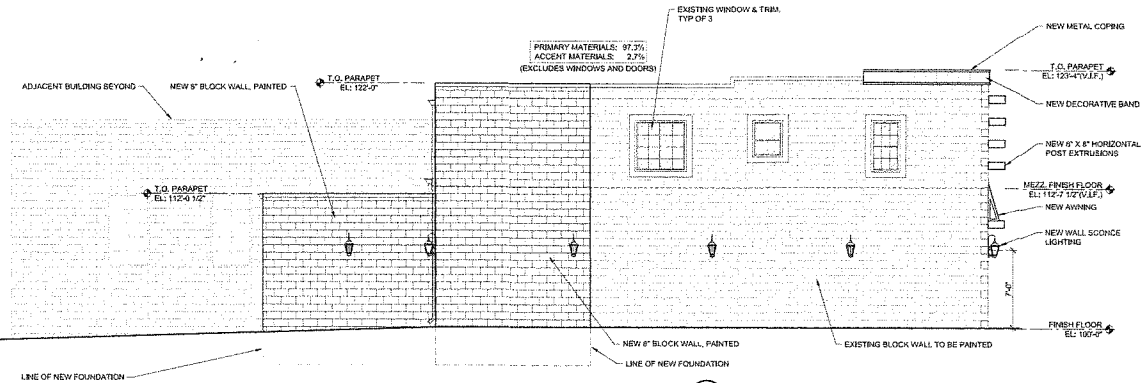 EXISTING WINDOW & TRIM,
TYP OF 3
NEW METAL COPING
PRIMARY MATERIALS: 97.3%
ACCENT MATERIALS: 2.7%
(EXCLUDES WINDOWS AND DOORS)
T.O. PARAPET
EL: 123'-4"(V.I.F.)
T.O. PARAPET
EL: 122'-0"
ADJACENT BUILDING BEYOND
NEW 8" BLOCK WALL, PAINTED
NEW DECORATIVE BAND
NEW 8" X 8" HORIZONTAL
POST EXTRUSIONS
T.O. PARAPET
EL: 112'-0 1/2"
MEZZ. FINISH FLOOR
EL: 112'-7 1/2"(V.I.F.)
NEW AWNING
NEW WALL SCONCE
LIGHTING
7'-0"
FINISH FLOOR
EL: 100'-0"
NEW 8" BLOCK WALL, PAINTED
EXISTING BLOCK WALL TO BE PAINTED
LINE OF NEW FOUNDATION
LINE OF NEW FOUNDATION